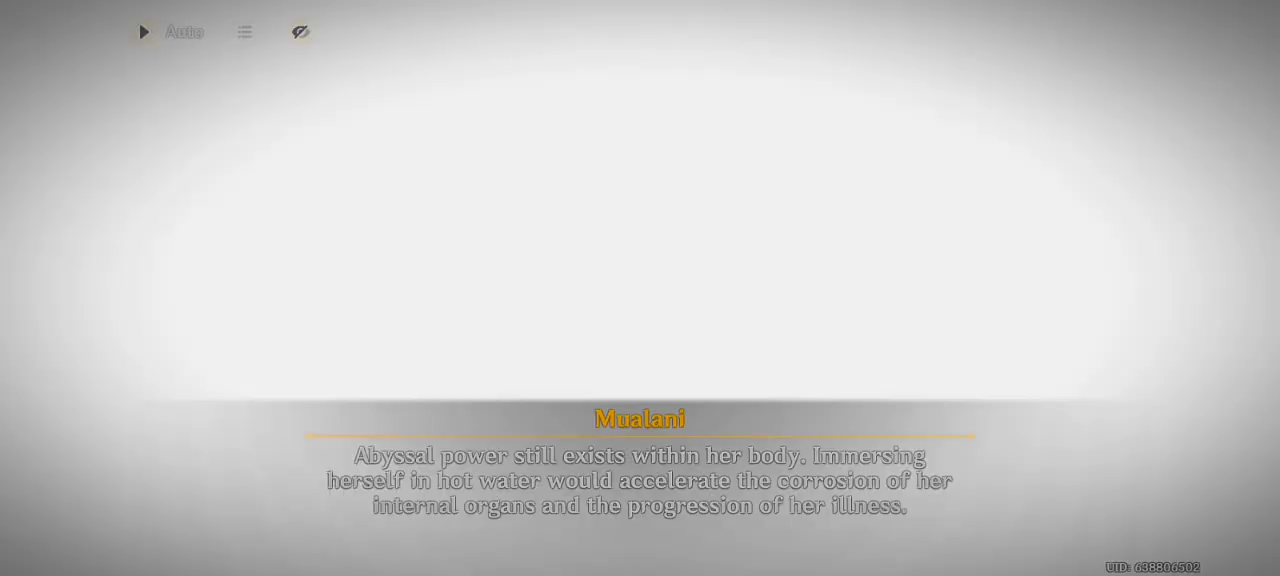 Auto
Mualani
Abyssal power still exists within her body. Immersing
herself in hot water would accelerate the corrosion of her
internal organs and the progression of her illness.
UID: 638806502